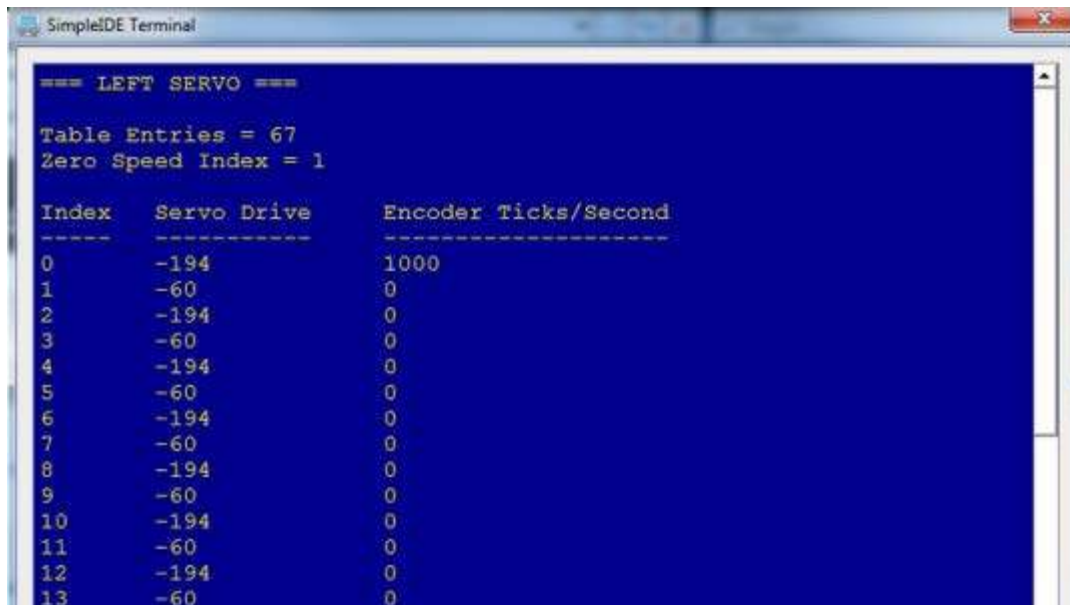 SimpleIDE Terminal
=== LEFT SERVO ===
Table Entries = 67
Zero Speed Index = 1
Index Servo Drive Encoder Ticks/Second
----- ----------- --------------------
0 -194 1000
1 -60 0
2 -194 0
3 -60 0
4 -194 0
5 -60 0
6 -194 0
7 -60 0
8 -194 0
9 -60 0
10 -194 0
11 -60 0
12 -194 0
13 -60 0